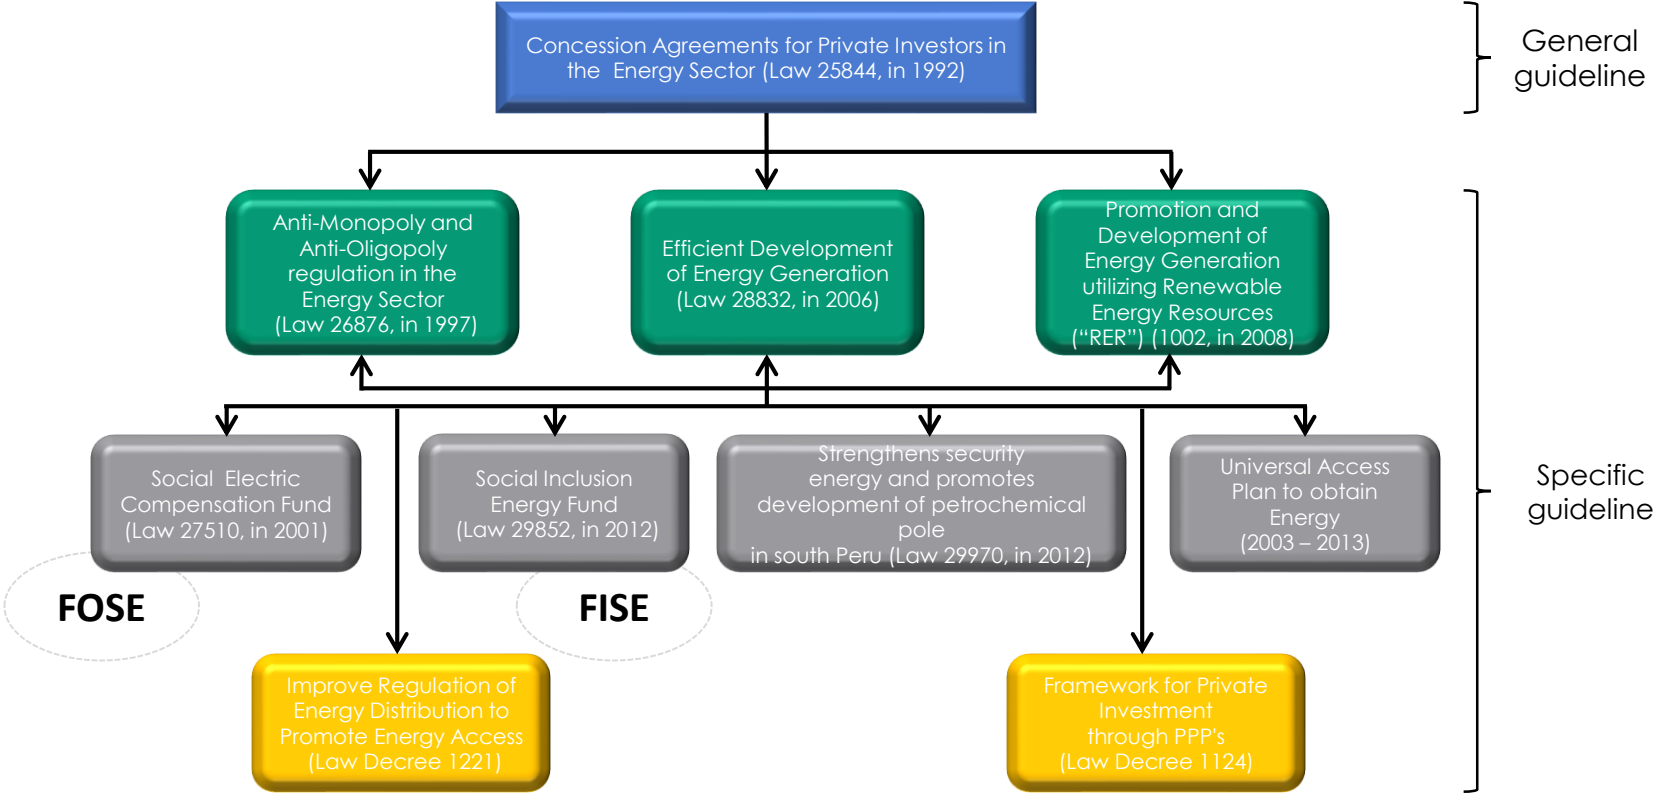 Concession Agreements for Private Investors in
the Energy Sector (Law 25844, in 1992)
General
guideline
Anti-Monopoly and
Anti-Oligopoly
regulation in the
Energy Sector
(Law 26876, in 1997)
Efficient Development
of Energy Generation
(Law 28832, in 2006)
Promotion and
Development of
Energy Generation
utilizing Renewable
Energy Resources
(“RER”) (1002, in 2008)
Social Electric
Compensation Fund
(Law 27510, in 2001)
Social Inclusion
Energy Fund
(Law 29852, in 2012)
Strengthens security
energy and promotes
development of petrochemical
pole
in south Peru (Law 29970, in 2012)
Universal Access
Plan to obtain
Energy
(2003 – 2013)
Specific
guideline
FOSE
FISE
Improve Regulation of
Energy Distribution to
Promote Energy Access
(Law Decree 1221)
Framework for Private
Investment
through PPP's
(Law Decree 1124)